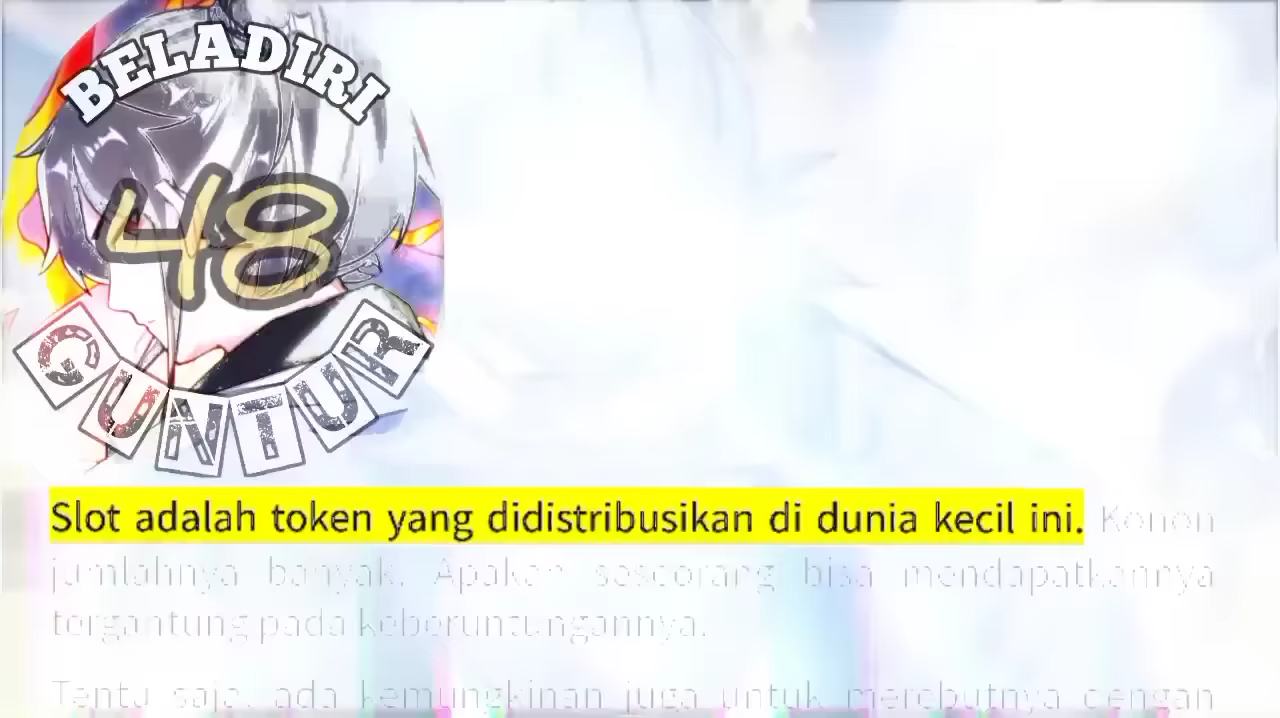 BELADIRI
48
GUNTUR
Slot adalah token yang didistribusikan di dunia kecil ini. Konon
jumlahnya banyak. Apakah seseorang bisa mendapatkannya
tergantung pada keberuntungannya.
Tentu saja, ada kemungkinan juga untuk merebutnya dengan